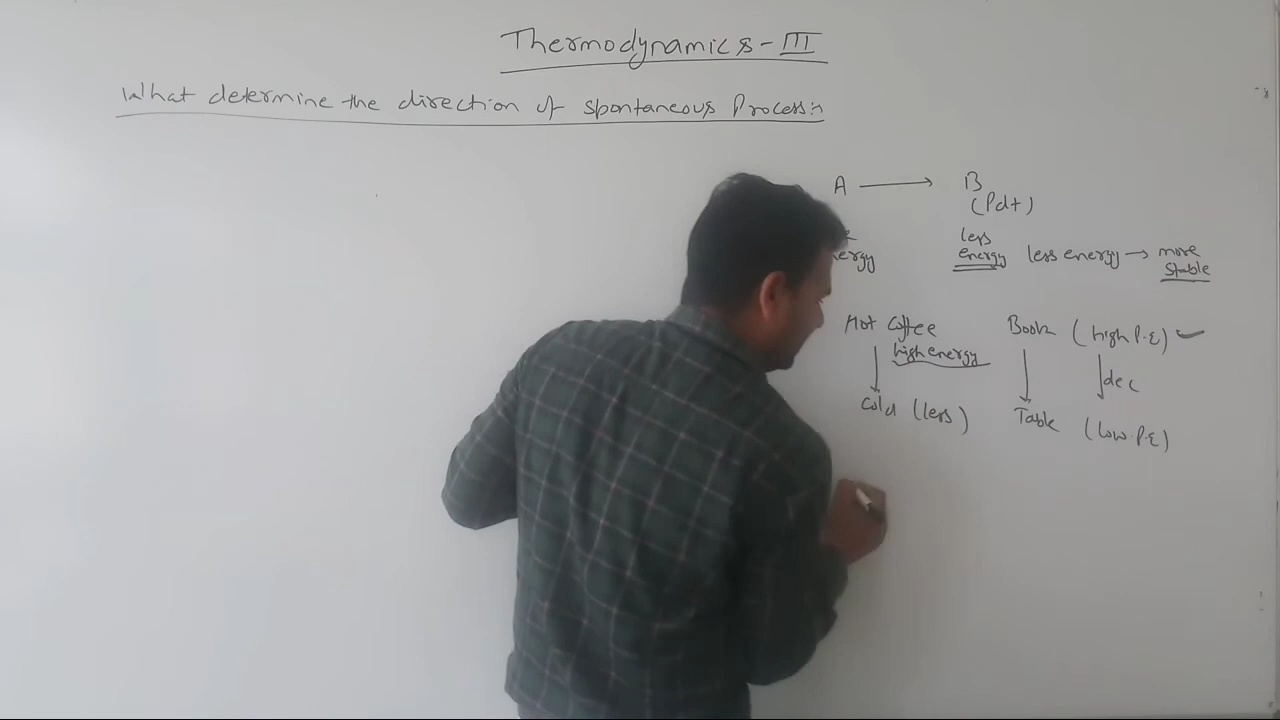 Thermodynamics-III
What determine the direction of spontaneous Process:-
A → B
(Pdt)
less
energy less energy → more
stable
Hot Coffee Book (high P.E)
high energy
dec
Cold (less) Table (low P.E)